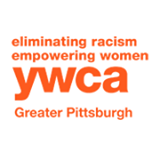 eliminating racism
empowering women
ywca
Greater Pittsburgh